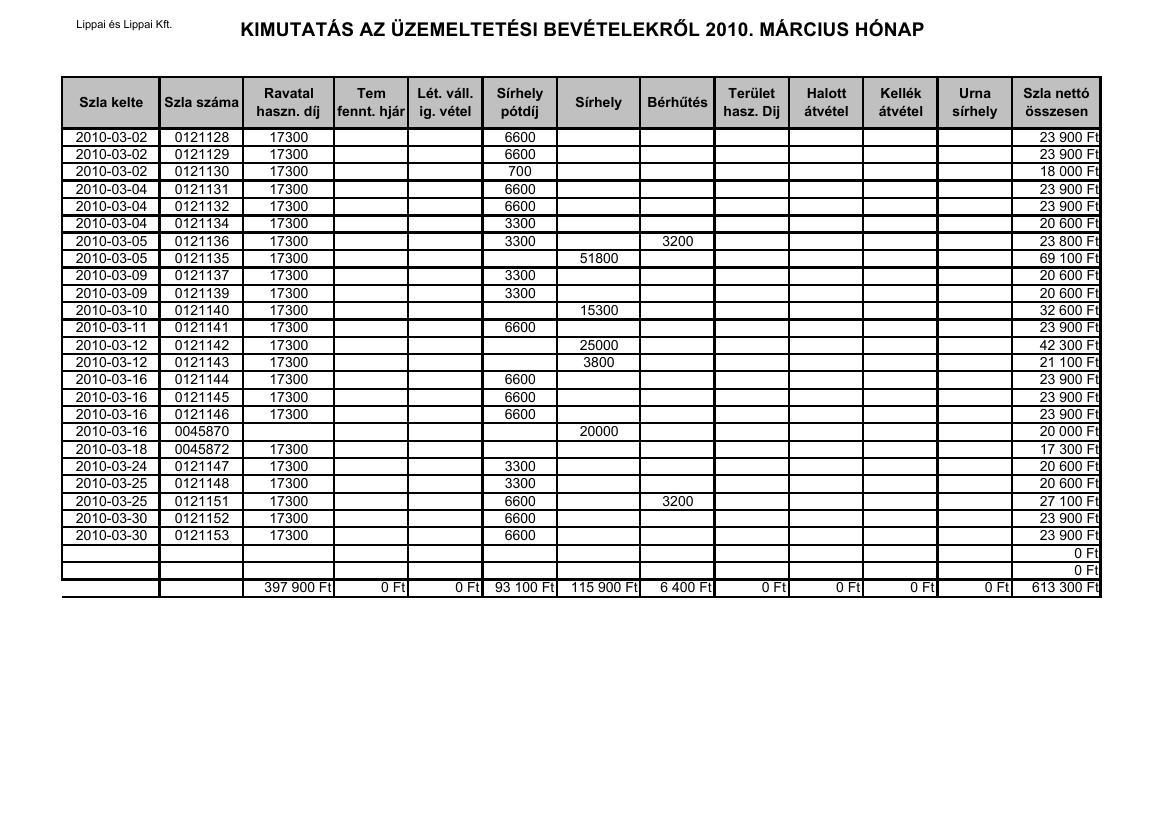 Lippai és Lippai Kft.
KIMUTATÁS AZ ÜZEMELTETÉSI BEVÉTELEKRŐL 2010. MÁRCIUS HÓNAP
Szla kelte Szla száma Ravatal haszn. díj Tem fennt. hjár Lét. váll. ig. vétel Sírhely pótdíj Sírhely Bérhűtés Terület hasz. Dij Halott átvétel Kellék átvétel Urna sírhely Szla nettó összesen
2010-03-02 0121128 17300 6600 23 900 Ft
2010-03-02 0121129 17300 6600 23 900 Ft
2010-03-02 0121130 17300 700 18 000 Ft
2010-03-04 0121131 17300 6600 23 900 Ft
2010-03-04 0121132 17300 6600 23 900 Ft
2010-03-04 0121134 17300 3300 20 600 Ft
2010-03-05 0121136 17300 3300 3200 23 800 Ft
2010-03-05 0121135 17300 51800 69 100 Ft
2010-03-09 0121137 17300 3300 20 600 Ft
2010-03-09 0121139 17300 3300 20 600 Ft
2010-03-10 0121140 17300 15300 32 600 Ft
2010-03-11 0121141 17300 6600 23 900 Ft
2010-03-12 0121142 17300 25000 42 300 Ft
2010-03-12 0121143 17300 3800 21 100 Ft
2010-03-16 0121144 17300 6600 23 900 Ft
2010-03-16 0121145 17300 6600 23 900 Ft
2010-03-16 0121146 17300 6600 23 900 Ft
2010-03-16 0045870 20000 20 000 Ft
2010-03-18 0045872 17300 17 300 Ft
2010-03-24 0121147 17300 3300 20 600 Ft
2010-03-25 0121148 17300 3300 20 600 Ft
2010-03-25 0121151 17300 6600 3200 27 100 Ft
2010-03-30 0121152 17300 6600 23 900 Ft
2010-03-30 0121153 17300 6600 23 900 Ft
0 Ft
0 Ft
397 900 Ft 0 Ft 0 Ft 93 100 Ft 115 900 Ft 6 400 Ft 0 Ft 0 Ft 0 Ft 0 Ft 613 300 Ft